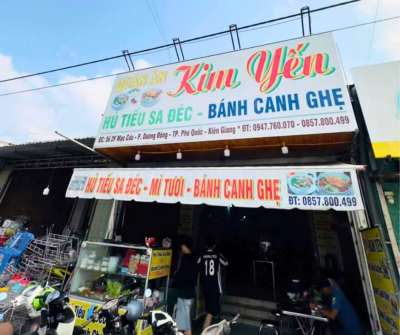 QUÁN ĂN
Kim Yến
HỦ TIẾU SA ĐÉC - BÁNH CANH GHẸ
ĐC: Số 2F Mạc Cửu - P. Dương Đông - TP. Phú Quốc - Kiên Giang * ĐT: 0947.760.070 - 0857.800.499
HỦ TIẾU SA ĐÉC - MÌ TƯƠI - BÁNH CANH GHẸ
ĐT: 0857.800.499
18